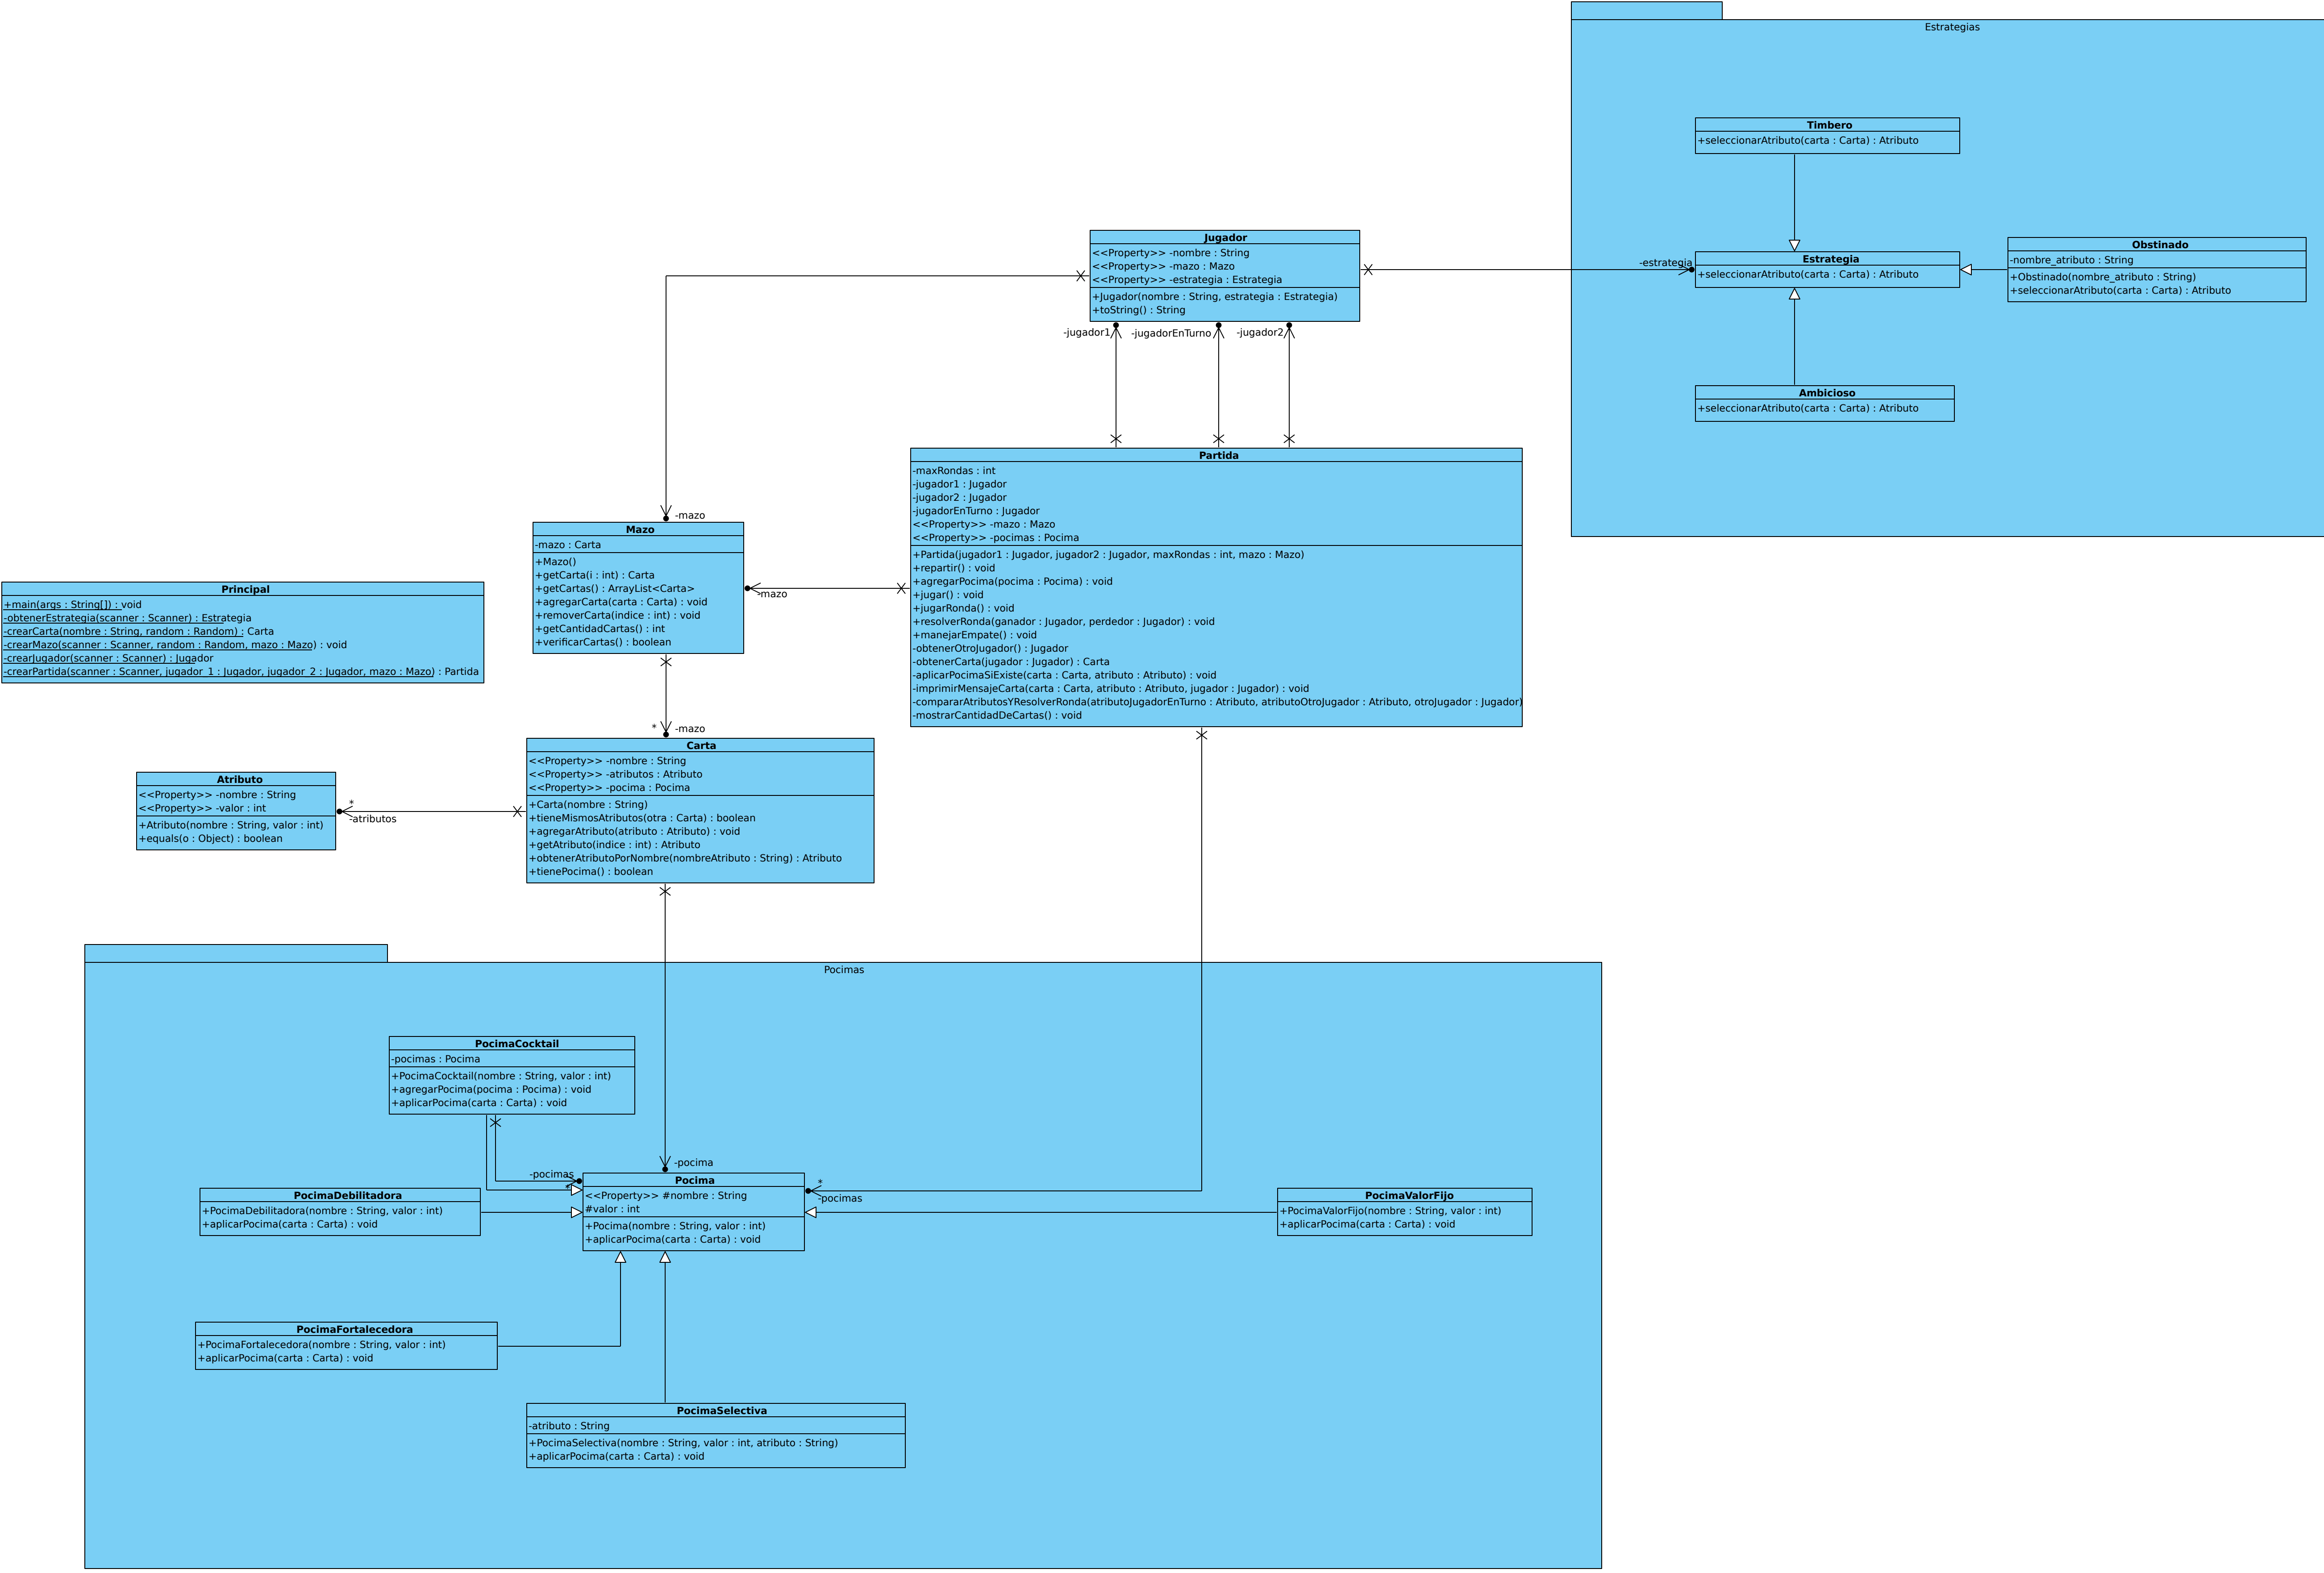 Estrategias
Timbero
+seleccionarAtributo(carta : Carta) : Atributo
Jugador
<<Property>> -nombre : String
<<Property>> -mazo : Mazo
<<Property>> -estrategia : Estrategia
+Jugador(nombre : String, estrategia : Estrategia)
+toString() : String
-estrategia
Estrategia
+seleccionarAtributo(carta : Carta) : Atributo
Obstinado
-nombre_atributo : String
+Obstinado(nombre_atributo : String)
+seleccionarAtributo(carta : Carta) : Atributo
-jugador1
-jugadorEnTurno
-jugador2
Ambicioso
+seleccionarAtributo(carta : Carta) : Atributo
Partida
-maxRondas : int
-jugador1 : Jugador
-jugador2 : Jugador
-jugadorEnTurno : Jugador
<<Property>> -mazo : Mazo
<<Property>> -pocimas : Pocima
+Partida(jugador1 : Jugador, jugador2 : Jugador, maxRondas : int, mazo : Mazo)
+repartir() : void
+agregarPocima(pocima : Pocima) : void
+jugar() : void
+jugarRonda() : void
+resolverRonda(ganador : Jugador, perdedor : Jugador) : void
+manejarEmpate() : void
-obtenerOtroJugador() : Jugador
-obtenerCarta(jugador : Jugador) : Carta
-aplicarPocimaSiExiste(carta : Carta, atributo : Atributo) : void
-imprimirMensajeCarta(carta : Carta, atributo : Atributo, jugador : Jugador) : void
-compararAtributosYResolverRonda(atributoJugadorEnTurno : Atributo, atributoOtroJugador : Atributo, otroJugador : Jugador)
-mostrarCantidadDeCartas() : void
-mazo
Mazo
-mazo : Carta
+Mazo()
+getCarta(i : int) : Carta
+getCartas() : ArrayList<Carta>
+agregarCarta(carta : Carta) : void
+removerCarta(indice : int) : void
+getCantidadCartas() : int
+verificarCartas() : boolean
-mazo
Principal
+main(args : String[]) : void
-obtenerEstrategia(scanner : Scanner) : Estrategia
-crearCarta(nombre : String, random : Random) : Carta
-crearMazo(scanner : Scanner, random : Random, mazo : Mazo) : void
-crearJugador(scanner : Scanner) : Jugador
-crearPartida(scanner : Scanner, jugador_1 : Jugador, jugador_2 : Jugador, mazo : Mazo) : Partida
*
-mazo
Carta
<<Property>> -nombre : String
<<Property>> -atributos : Atributo
<<Property>> -pocima : Pocima
+Carta(nombre : String)
+tieneMismosAtributos(otra : Carta) : boolean
+agregarAtributo(atributo : Atributo) : void
+getAtributo(indice : int) : Atributo
+obtenerAtributoPorNombre(nombreAtributo : String) : Atributo
+tienePocima() : boolean
Atributo
<<Property>> -nombre : String
<<Property>> -valor : int
+Atributo(nombre : String, valor : int)
+equals(o : Object) : boolean
*
-atributos
Pocimas
PocimaCocktail
-pocimas : Pocima
+PocimaCocktail(nombre : String, valor : int)
+agregarPocima(pocima : Pocima) : void
+aplicarPocima(carta : Carta) : void
-pocima
-pocimas
*
Pocima
<<Property>> #nombre : String
#valor : int
+Pocima(nombre : String, valor : int)
+aplicarPocima(carta : Carta) : void
*
-pocimas
PocimaDebilitadora
+PocimaDebilitadora(nombre : String, valor : int)
+aplicarPocima(carta : Carta) : void
PocimaValorFijo
+PocimaValorFijo(nombre : String, valor : int)
+aplicarPocima(carta : Carta) : void
PocimaFortalecedora
+PocimaFortalecedora(nombre : String, valor : int)
+aplicarPocima(carta : Carta) : void
PocimaSelectiva
-atributo : String
+PocimaSelectiva(nombre : String, valor : int, atributo : String)
+aplicarPocima(carta : Carta) : void